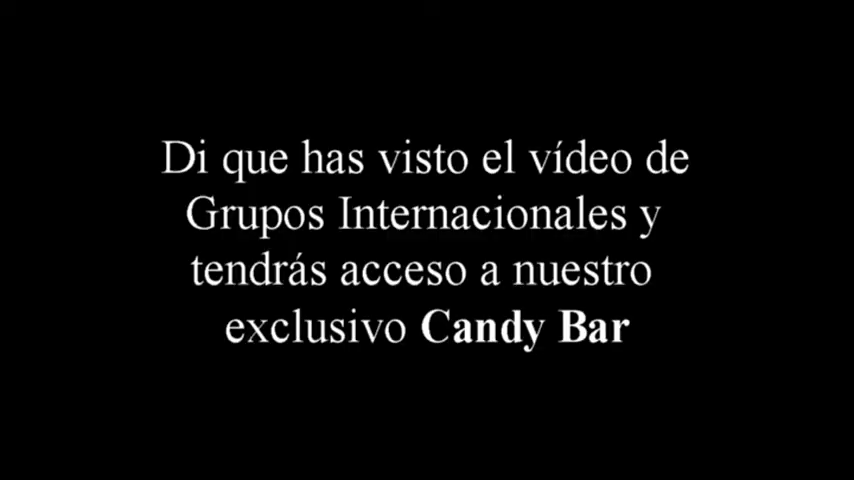 Di que has visto el vídeo de
Grupos Internacionales y
tendrás acceso a nuestro
exclusivo Candy Bar